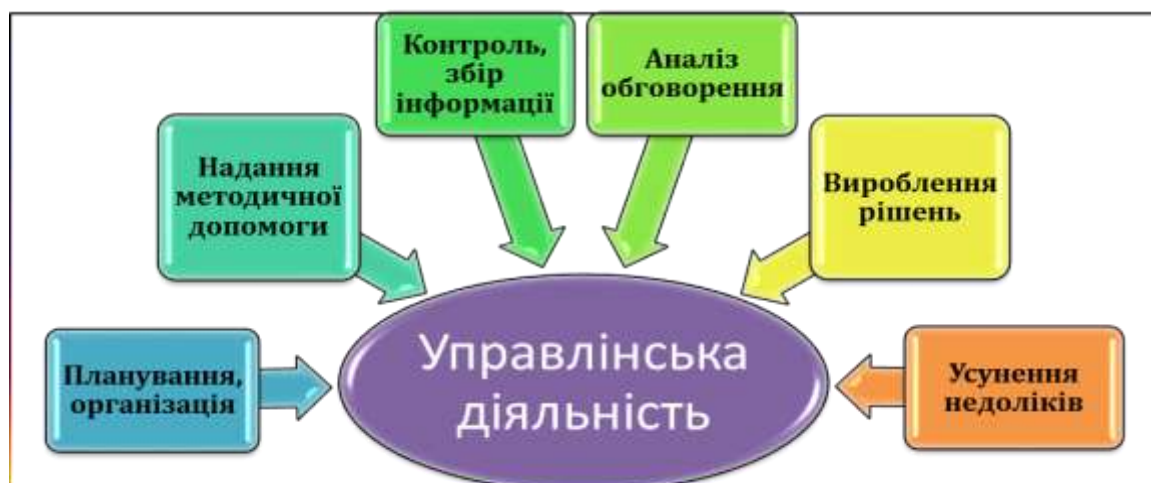 Контроль,
збір
інформації
Аналіз
обговорення
Надання
методичної
допомоги
Вироблення
рішень
Планування,
організація
Управлінська
діяльність
Усунення
недоліків